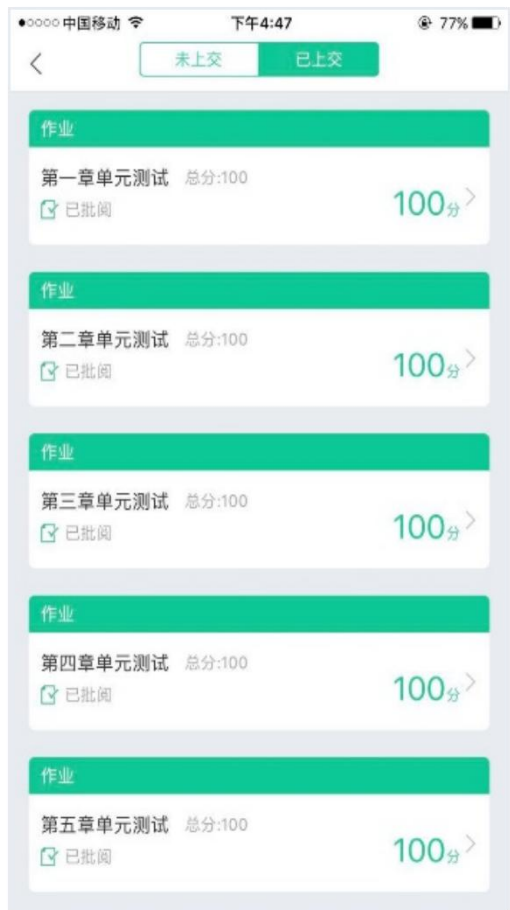 中国移动 下午4:47 77%
未上交 已上交
作业
第一章单元测试 总分:100
已批阅 100分
作业
第二章单元测试 总分:100
已批阅 100分
作业
第三章单元测试 总分:100
已批阅 100分
作业
第四章单元测试 总分:100
已批阅 100分
作业
第五章单元测试 总分:100
已批阅 100分